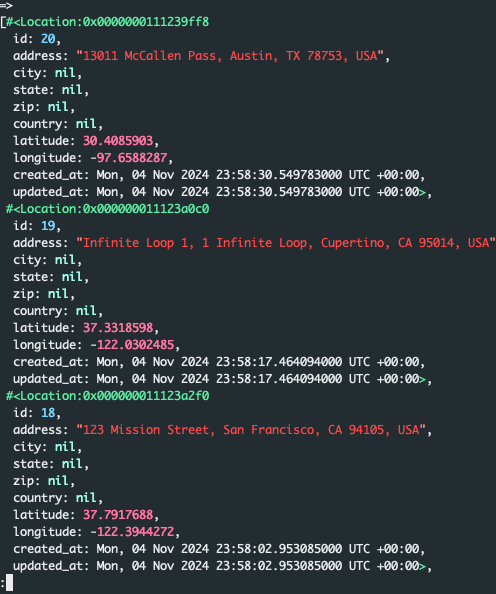 =>
[#<Location:0x0000000111239ff8
id: 20,
address: "13011 McCallen Pass, Austin, TX 78753, USA",
city: nil,
state: nil,
zip: nil,
country: nil,
latitude: 30.4085903,
longitude: -97.6588287,
created_at: Mon, 04 Nov 2024 23:58:30.549783000 UTC +00:00,
updated_at: Mon, 04 Nov 2024 23:58:30.549783000 UTC +00:00>,
#<Location:0x000000011123a0c0
id: 19,
address: "Infinite Loop 1, 1 Infinite Loop, Cupertino, CA 95014, USA"
city: nil,
state: nil,
zip: nil,
country: nil,
latitude: 37.3318598,
longitude: -122.0302485,
created_at: Mon, 04 Nov 2024 23:58:17.464094000 UTC +00:00,
updated_at: Mon, 04 Nov 2024 23:58:17.464094000 UTC +00:00>,
#<Location:0x000000011123a2f0
id: 18,
address: "123 Mission Street, San Francisco, CA 94105, USA",
city: nil,
state: nil,
zip: nil,
country: nil,
latitude: 37.7917688,
longitude: -122.3944272,
created_at: Mon, 04 Nov 2024 23:58:02.953085000 UTC +00:00,
updated_at: Mon, 04 Nov 2024 23:58:02.953085000 UTC +00:00>,
: